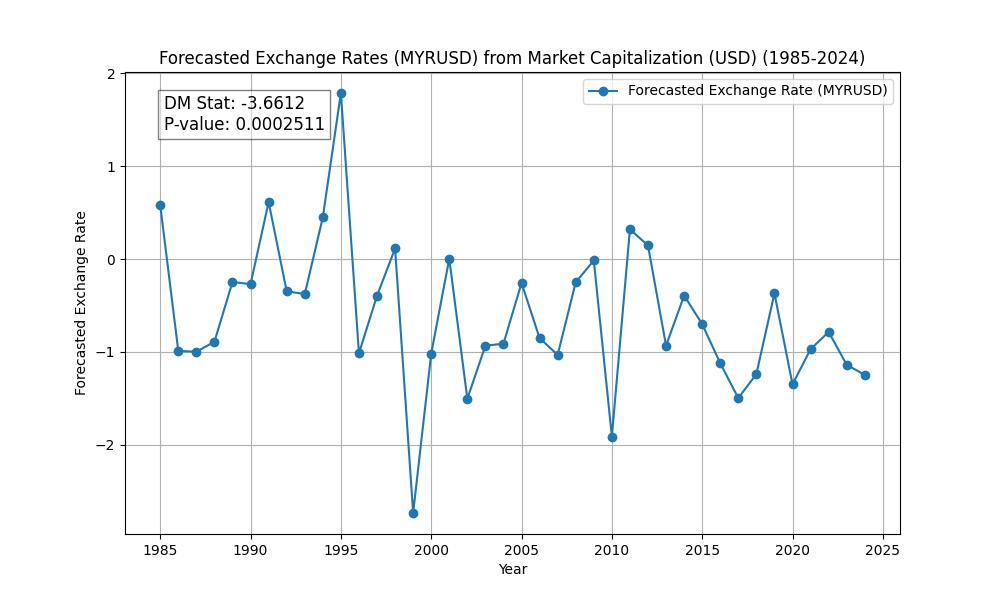 Forecasted Exchange Rates (MYRUSD) from Market Capitalization (USD) (1985-2024)
DM Stat: -3.6612
P-value: 0.0002511
Forecasted Exchange Rate (MYRUSD)
Forecasted Exchange Rate
2
1
0
−1
−2
1985 1990 1995 2000 2005 2010 2015 2020 2025
Year